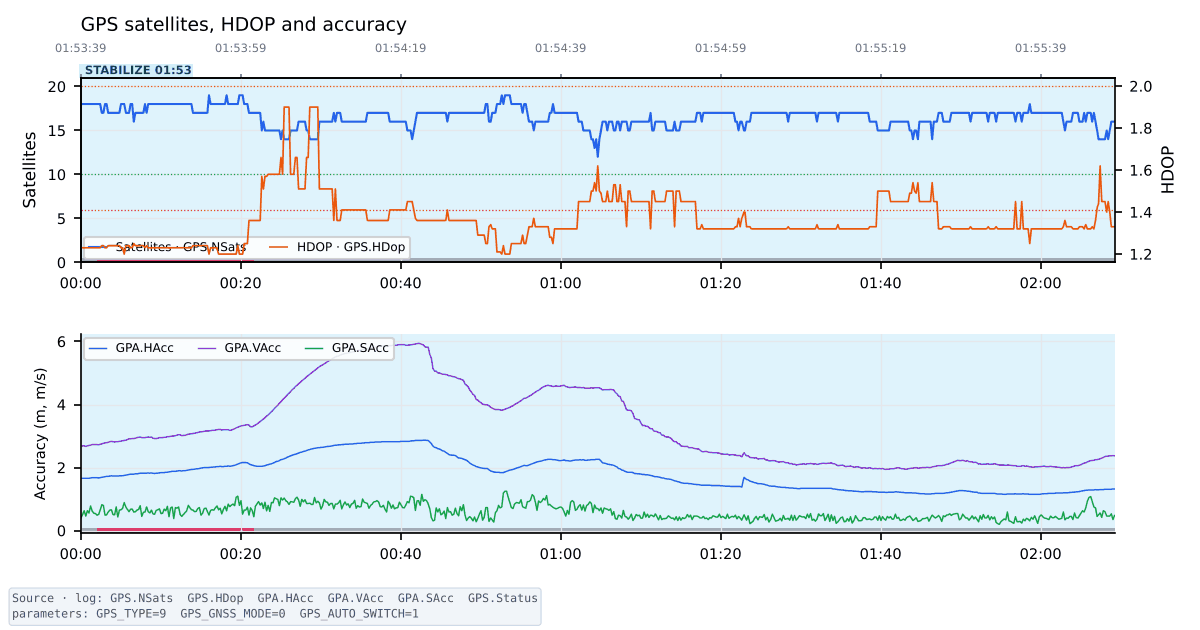 GPS satellites, HDOP and accuracy
01:53:39 01:53:59 01:54:19 01:54:39 01:54:59 01:55:19 01:55:39
STABILIZE 01:53
20
15
10
5
0
Satellites
2.0
1.8
1.6
1.4
1.2
HDOP
Satellites · GPS.NSats HDOP · GPS.HDop
00:00 00:20 00:40 01:00 01:20 01:40 02:00
6
4
2
0
Accuracy (m, m/s)
GPA.HAcc GPA.VAcc GPA.SAcc
00:00 00:20 00:40 01:00 01:20 01:40 02:00
Source · log: GPS.NSats GPS.HDop GPA.HAcc GPA.VAcc GPA.SAcc GPS.Status
parameters: GPS_TYPE=9 GPS_GNSS_MODE=0 GPS_AUTO_SWITCH=1